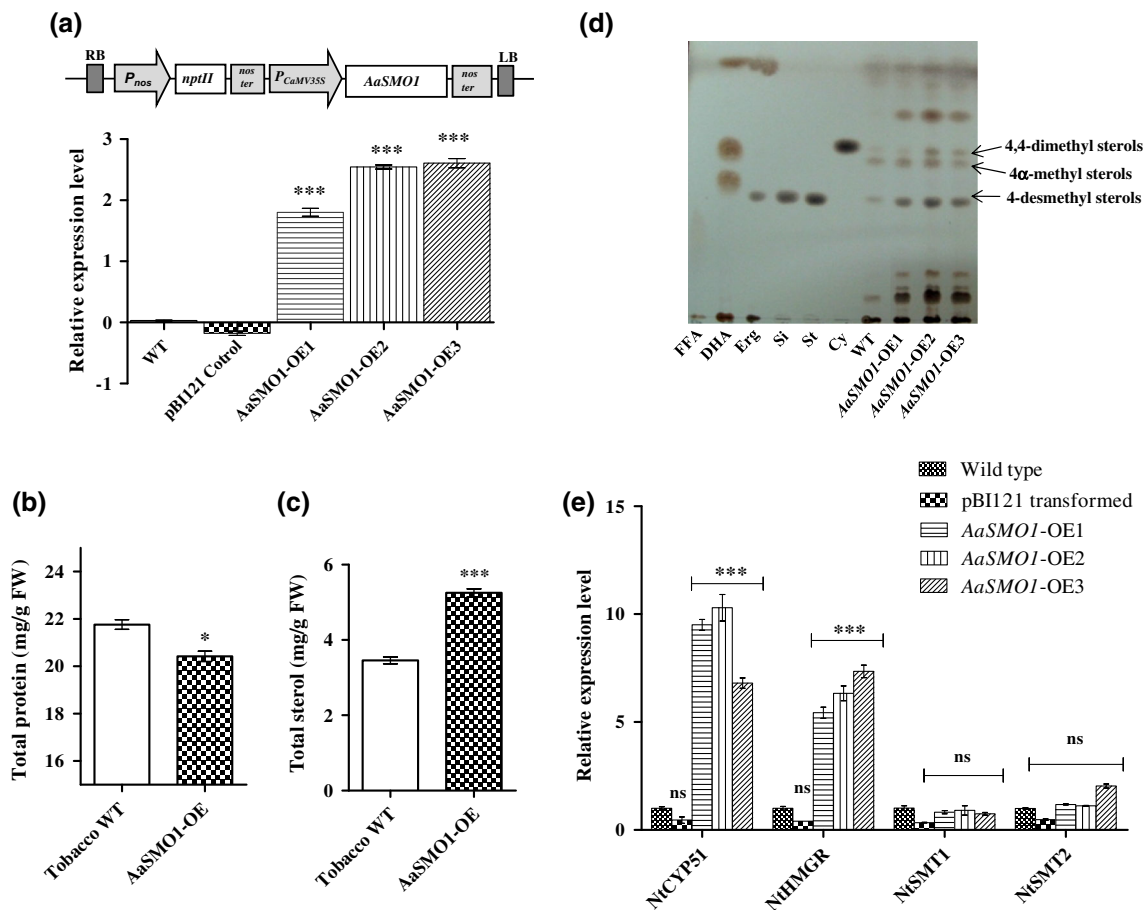 (a)
RB
Pnos
nptII
nos ter
PCaMV35S
AaSMO1
nos ter
LB
Relative expression level
3
2
1
0
-1
***
***
***
WT
pBI121 Cotrol
AaSMO1-OE1
AaSMO1-OE2
AaSMO1-OE3
(d)
4,4-dimethyl sterols
4α-methyl sterols
4-desmethyl sterols
FFA
DHA
Erg
Si
St
Cy
WT
AaSMO1-OE1
AaSMO1-OE2
AaSMO1-OE3
(b)
Total protein (mg/g FW)
24
22
20
18
16
*
Tobacco WT
AaSMO1-OE
(c)
Total sterol (mg/g FW)
6
4
2
0
***
Tobacco WT
AaSMO1-OE
(e)
Wild type
pBI121 transformed
AaSMO1-OE1
AaSMO1-OE2
AaSMO1-OE3
Relative expression level
15
10
5
0
ns
***
ns
***
ns
ns
NtCYP51
NtHMGR
NtSMT1
NtSMT2